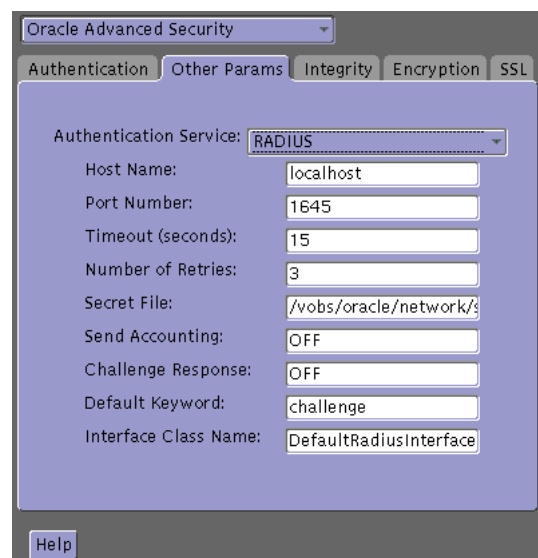 Oracle Advanced Security
Authentication Other Params Integrity Encryption SSL
Authentication Service: RADIUS
Host Name: localhost
Port Number: 1645
Timeout (seconds): 15
Number of Retries: 3
Secret File: /vobs/oracle/network/s
Send Accounting: OFF
Challenge Response: OFF
Default Keyword: challenge
Interface Class Name: DefaultRadiusInterface
Help